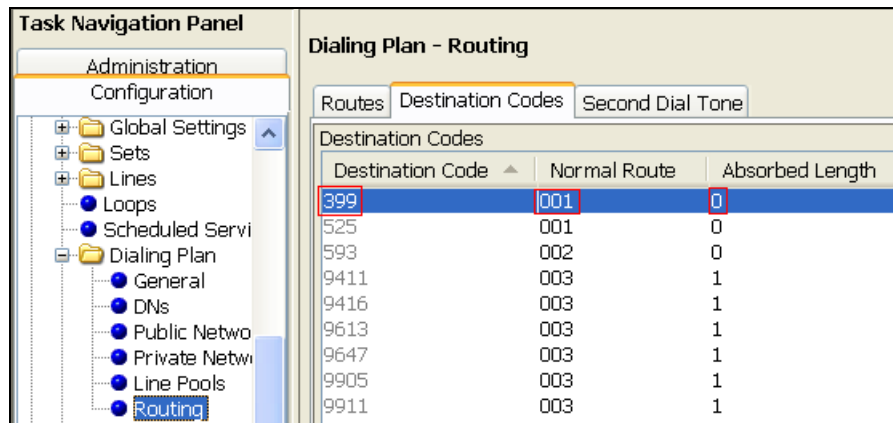 Task Navigation Panel
Administration
Configuration
Global Settings
Sets
Lines
Loops
Scheduled Servi
Dialing Plan
General
DNs
Public Netwo
Private Netw
Line Pools
Routing
Dialing Plan - Routing
Routes Destination Codes Second Dial Tone
Destination Codes
Destination Code Normal Route Absorbed Length
399 001 0
525 001 0
593 002 0
9411 003 1
9416 003 1
9613 003 1
9647 003 1
9905 003 1
9911 003 1